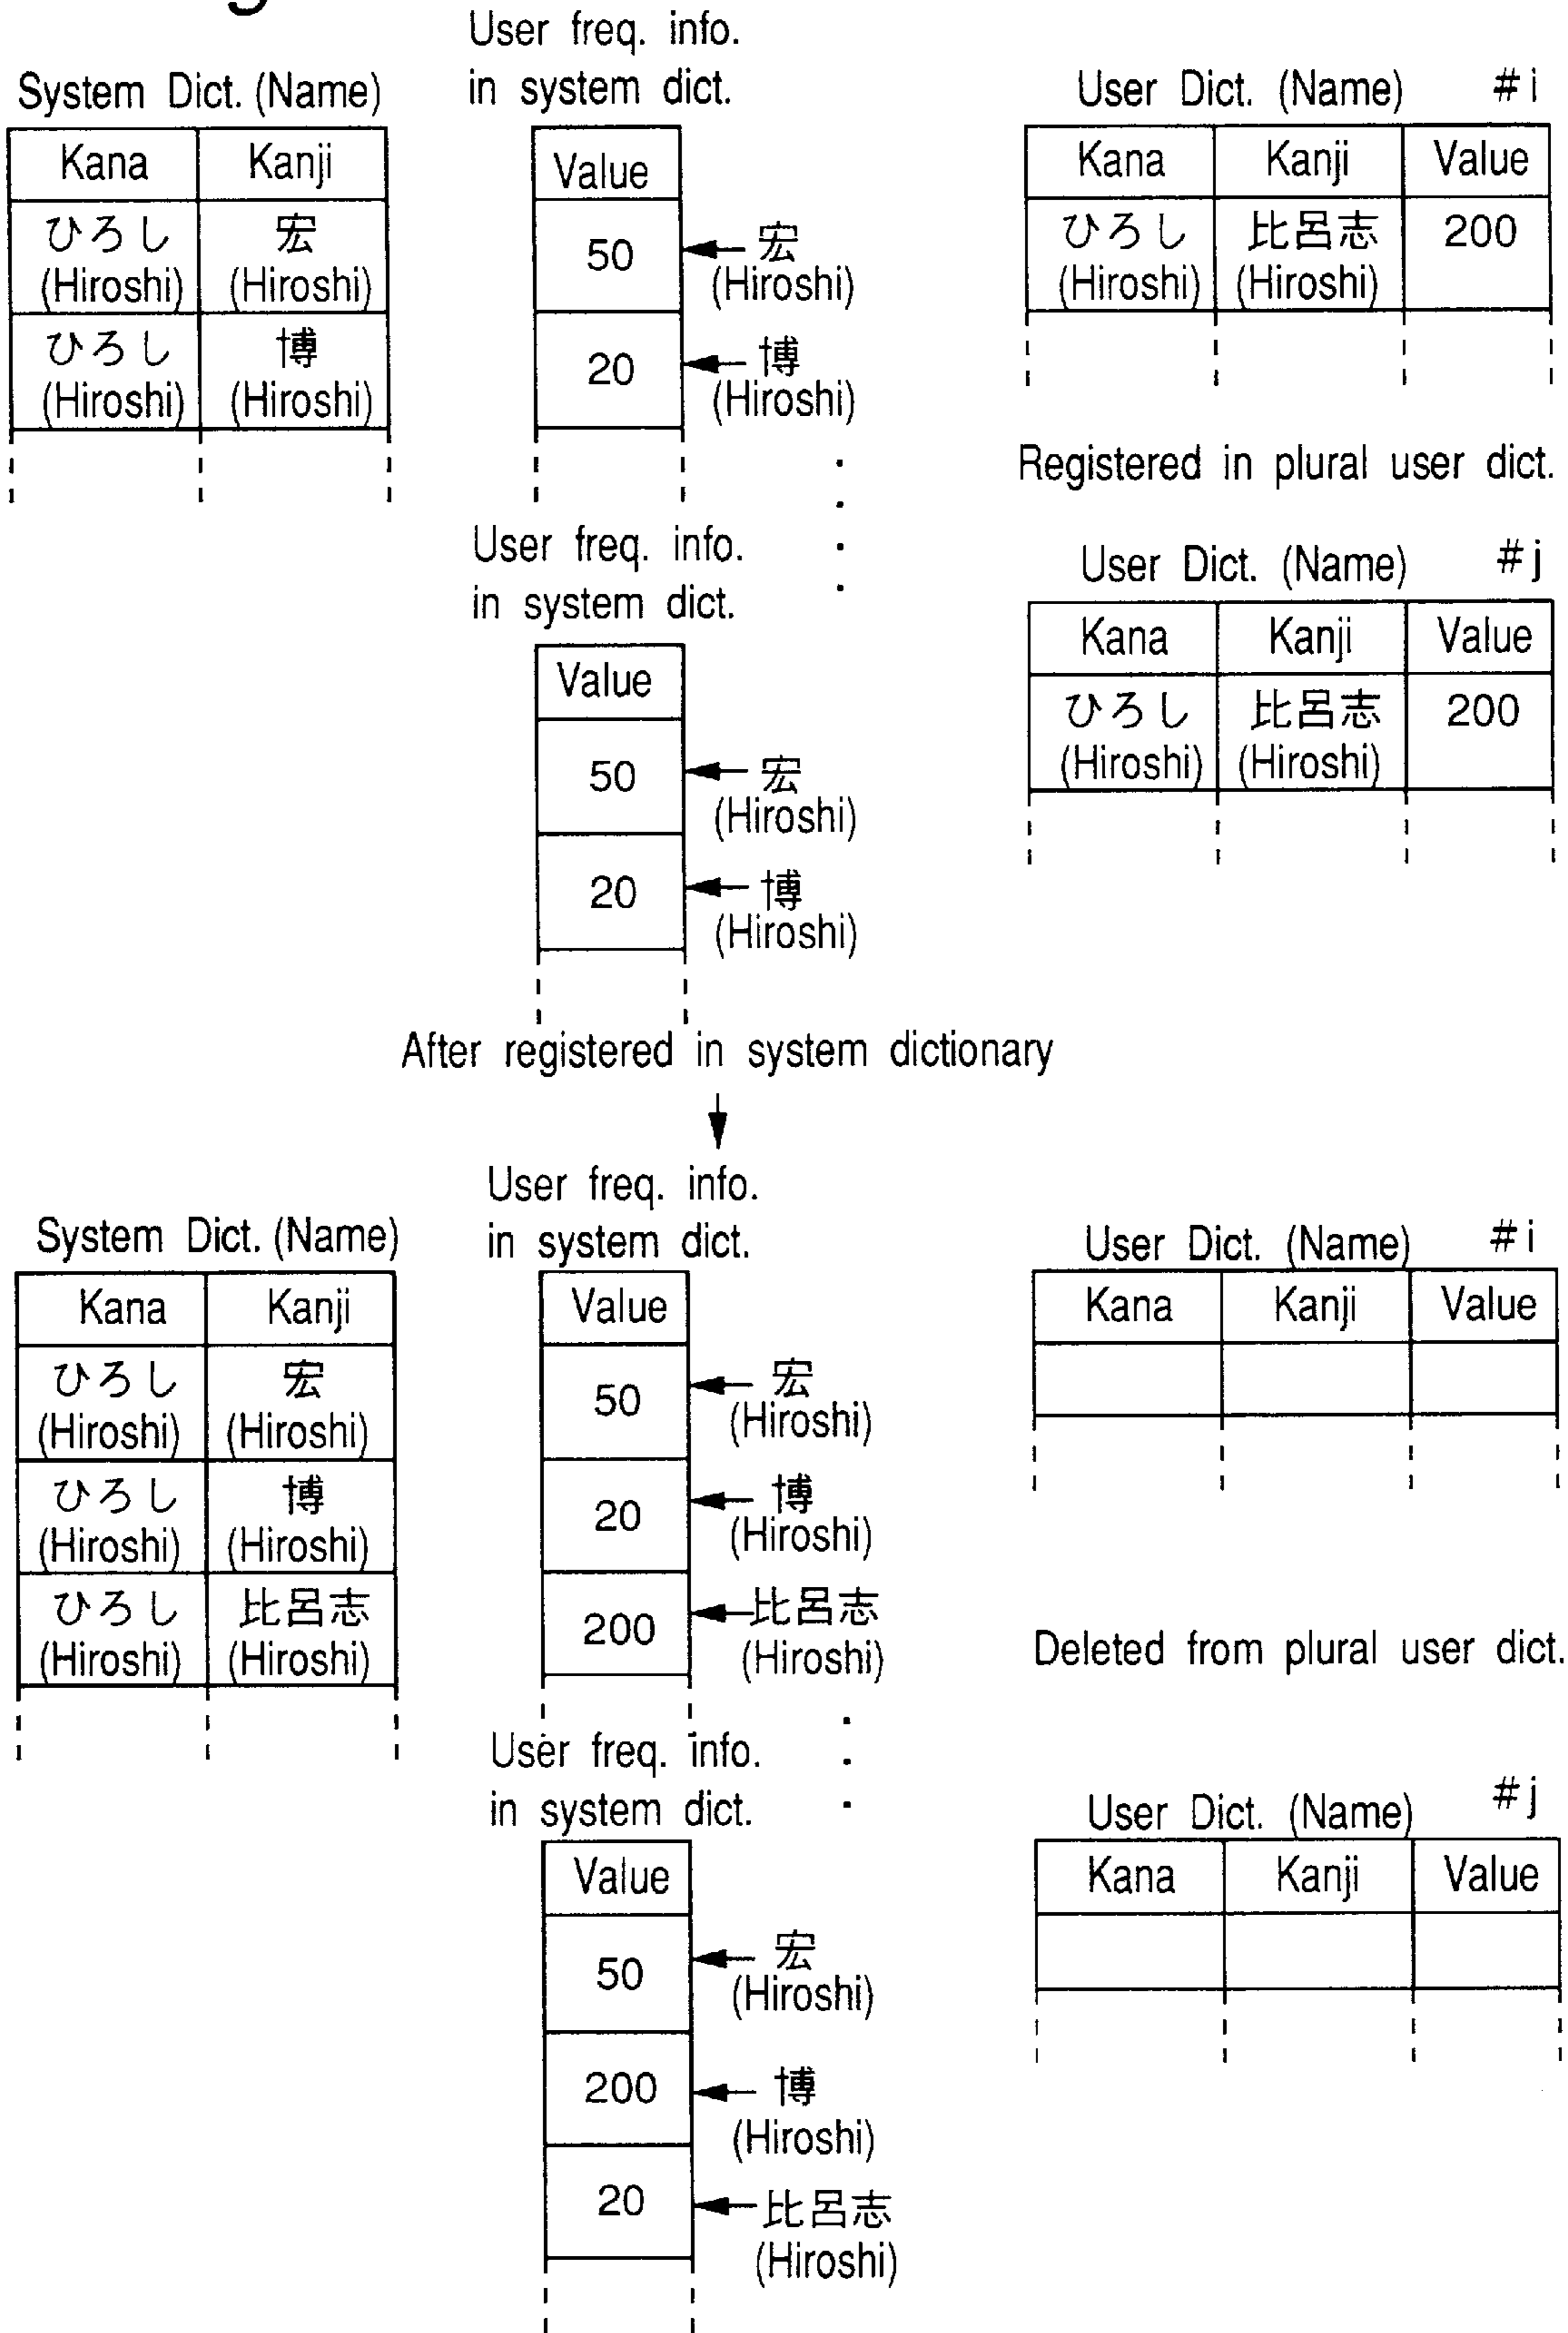 User freq. info.
in system dict.
System Dict. (Name)
Kana Kanji
ひろし 宏
(Hiroshi) (Hiroshi)
ひろし 博
(Hiroshi) (Hiroshi)
Value
50 宏
(Hiroshi)
20 博
(Hiroshi)
User Dict. (Name) #i
Kana Kanji Value
ひろし 比呂志 200
(Hiroshi) (Hiroshi)
Registered in plural user dict.
User freq. info.
in system dict.
Value
50 宏
(Hiroshi)
20 博
(Hiroshi)
User Dict. (Name) #j
Kana Kanji Value
ひろし 比呂志 200
(Hiroshi) (Hiroshi)
After registered in system dictionary
System Dict. (Name)
Kana Kanji
ひろし 宏
(Hiroshi) (Hiroshi)
ひろし 博
(Hiroshi) (Hiroshi)
ひろし 比呂志
(Hiroshi) (Hiroshi)
User freq. info.
in system dict.
Value
50 宏
(Hiroshi)
20 博
(Hiroshi)
200 比呂志
(Hiroshi)
User Dict. (Name) #i
Kana Kanji Value
Deleted from plural user dict.
User freq. info.
in system dict.
Value
50 宏
(Hiroshi)
200 博
(Hiroshi)
20 比呂志
(Hiroshi)
User Dict. (Name) #j
Kana Kanji Value